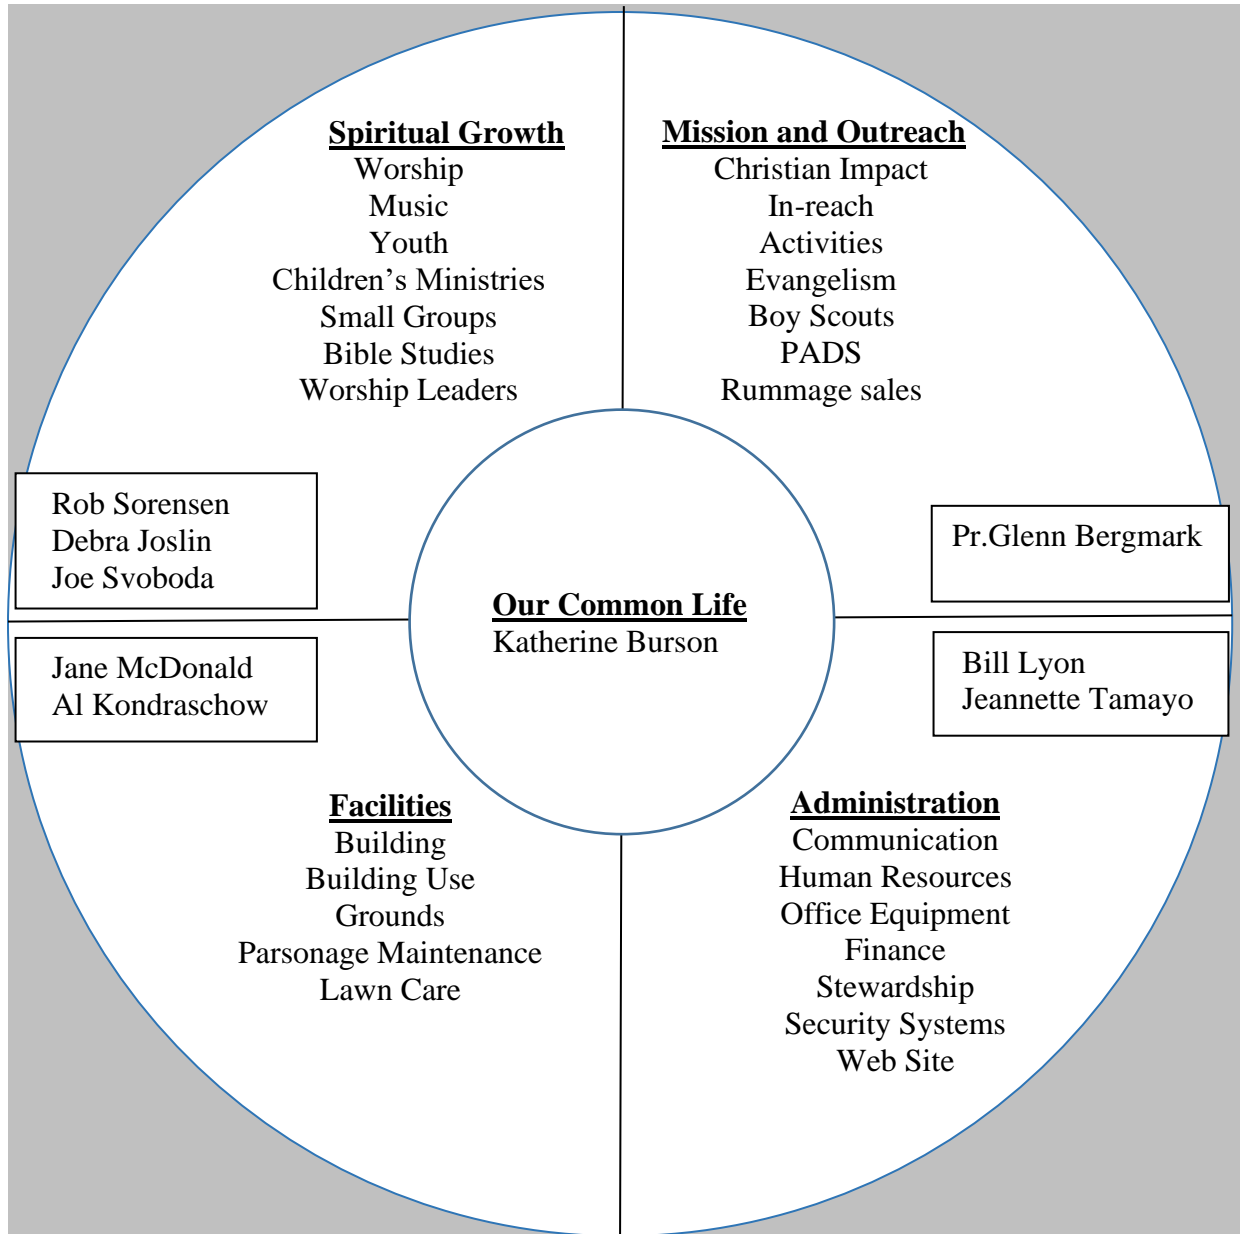 Spiritual Growth
Worship
Music
Youth
Children’s Ministries
Small Groups
Bible Studies
Worship Leaders
Mission and Outreach
Christian Impact
In-reach
Activities
Evangelism
Boy Scouts
PADS
Rummage sales
Rob Sorensen
Debra Joslin
Joe Svoboda
Pr.Glenn Bergmark
Our Common Life
Katherine Burson
Jane McDonald
Al Kondraschow
Bill Lyon
Jeannette Tamayo
Facilities
Building
Building Use
Grounds
Parsonage Maintenance
Lawn Care
Administration
Communication
Human Resources
Office Equipment
Finance
Stewardship
Security Systems
Web Site